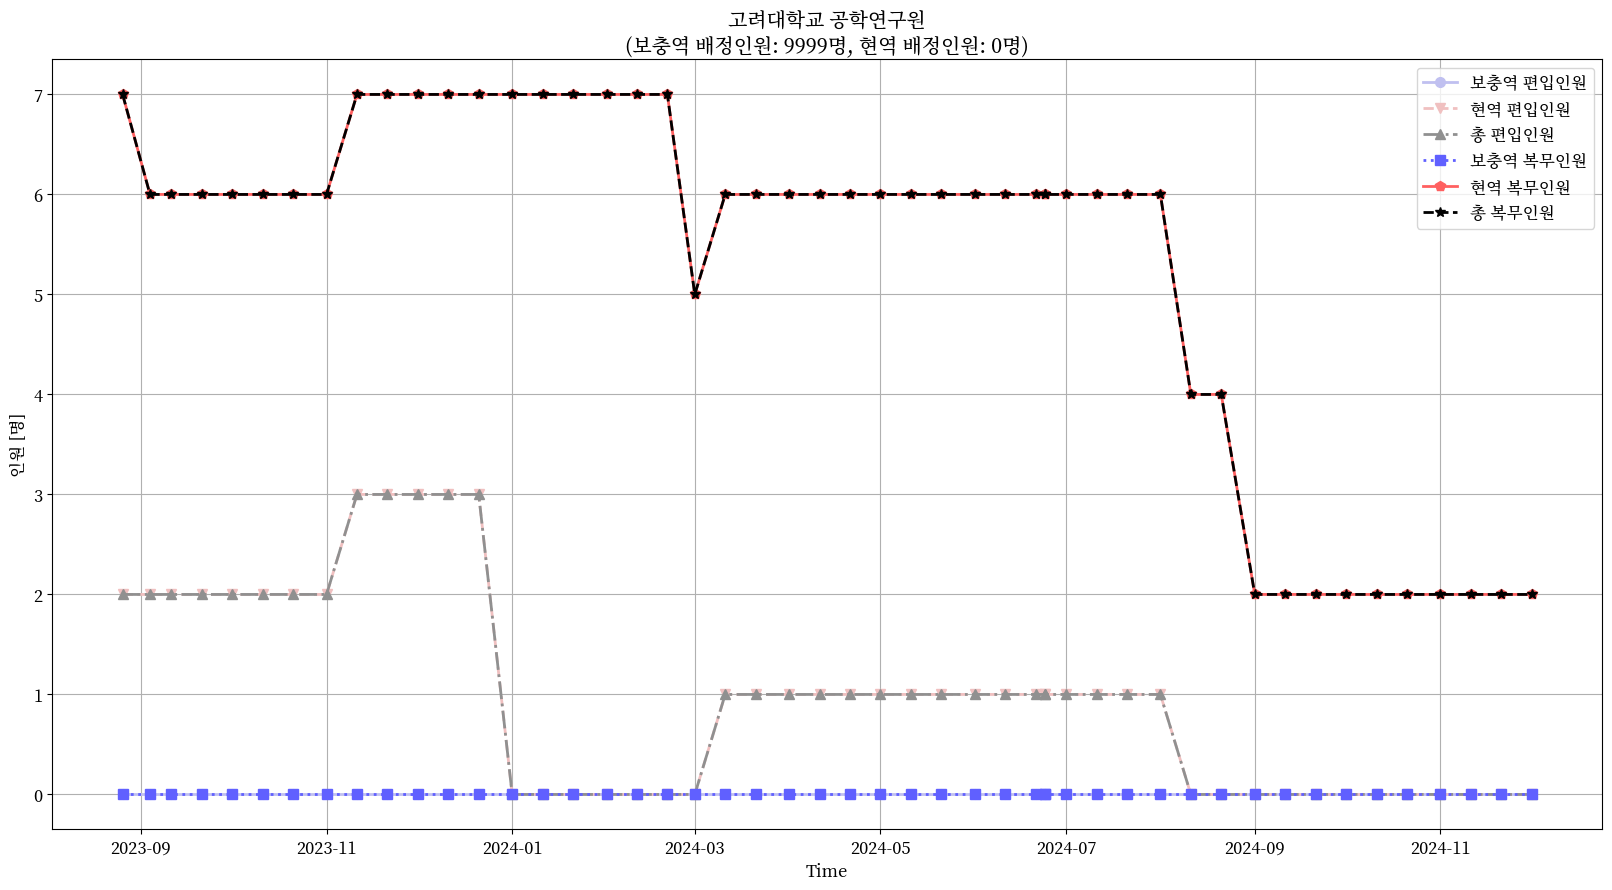 고려대학교 공학연구원
(보충역 배정인원: 9999명, 현역 배정인원: 0명)
보충역 편입인원
현역 편입인원
총 편입인원
보충역 복무인원
현역 복무인원
총 복무인원
7
6
5
4
3
2
1
0
인원 [명]
2023-09
2023-11
2024-01
2024-03
2024-05
2024-07
2024-09
2024-11
Time